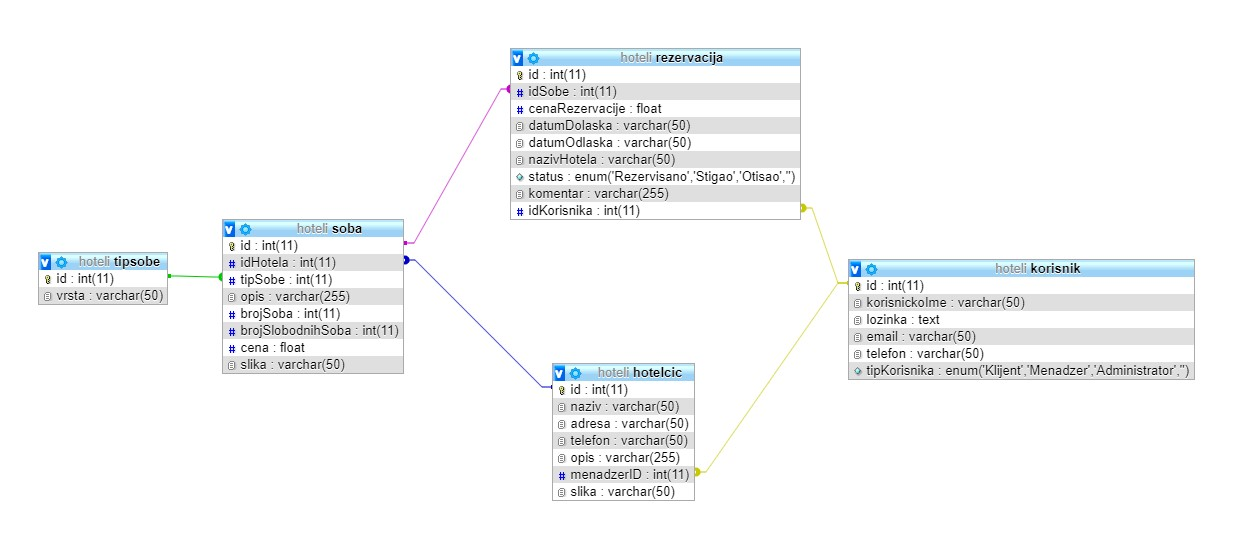 hoteli rezervacija
id : int(11)
idSobe : int(11)
cenaRezervacije : float
datumDolaska : varchar(50)
datumOdlaska : varchar(50)
nazivHotela : varchar(50)
status : enum('Rezervisano','Stigao','Otisao','')
komentar : varchar(255)
idKorisnika : int(11)
hoteli soba
id : int(11)
idHotela : int(11)
tipSobe : int(11)
opis : varchar(255)
brojSoba : int(11)
brojSlobodnihSoba : int(11)
cena : float
slika : varchar(50)
hoteli tipsobe
id : int(11)
vrsta : varchar(50)
hoteli korisnik
id : int(11)
korisnickoIme : varchar(50)
lozinka : text
email : varchar(50)
telefon : varchar(50)
tipKorisnika : enum('Klijent','Menadzer','Administrator','')
hoteli hotelcic
id : int(11)
naziv : varchar(50)
adresa : varchar(50)
telefon : varchar(50)
opis : varchar(255)
menadzerID : int(11)
slika : varchar(50)